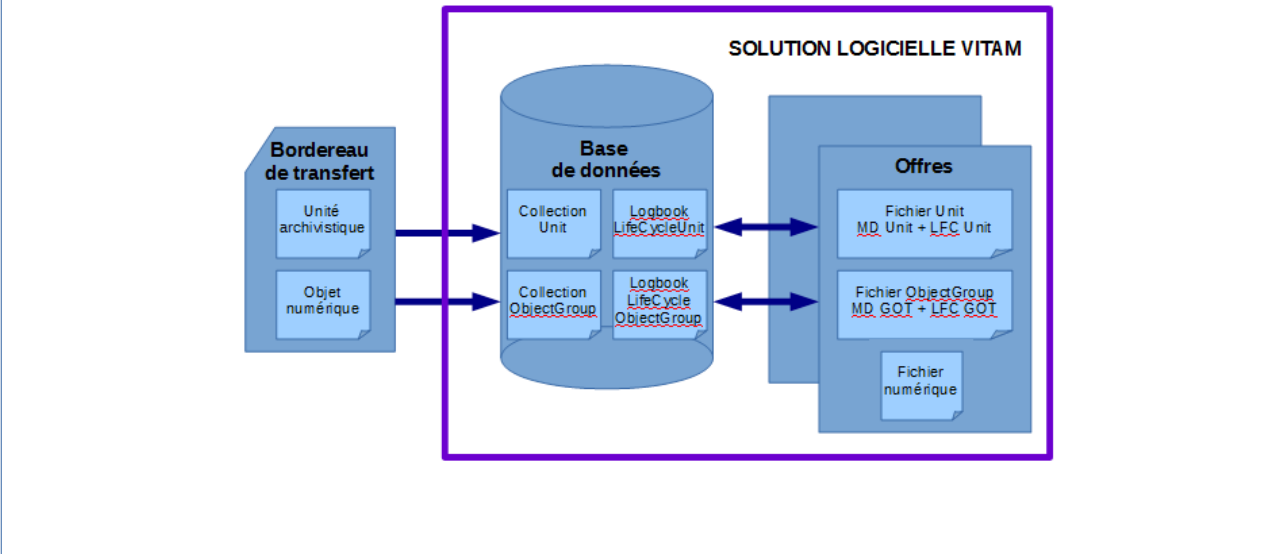 SOLUTION LOGICIELLE VITAM
Bordereau
de transfert
Unité
archivistique
Objet
numérique
Base
de données
Collection
Unit
Logbook
LifeCycleUnit
Collection
ObjectGroup
Logbook
LifeCycle
ObjectGroup
Offres
Fichier Unit
MD Unit + LFC Unit
Fichier ObjectGroup
MD GOT + LFC GOT
Fichier
numérique